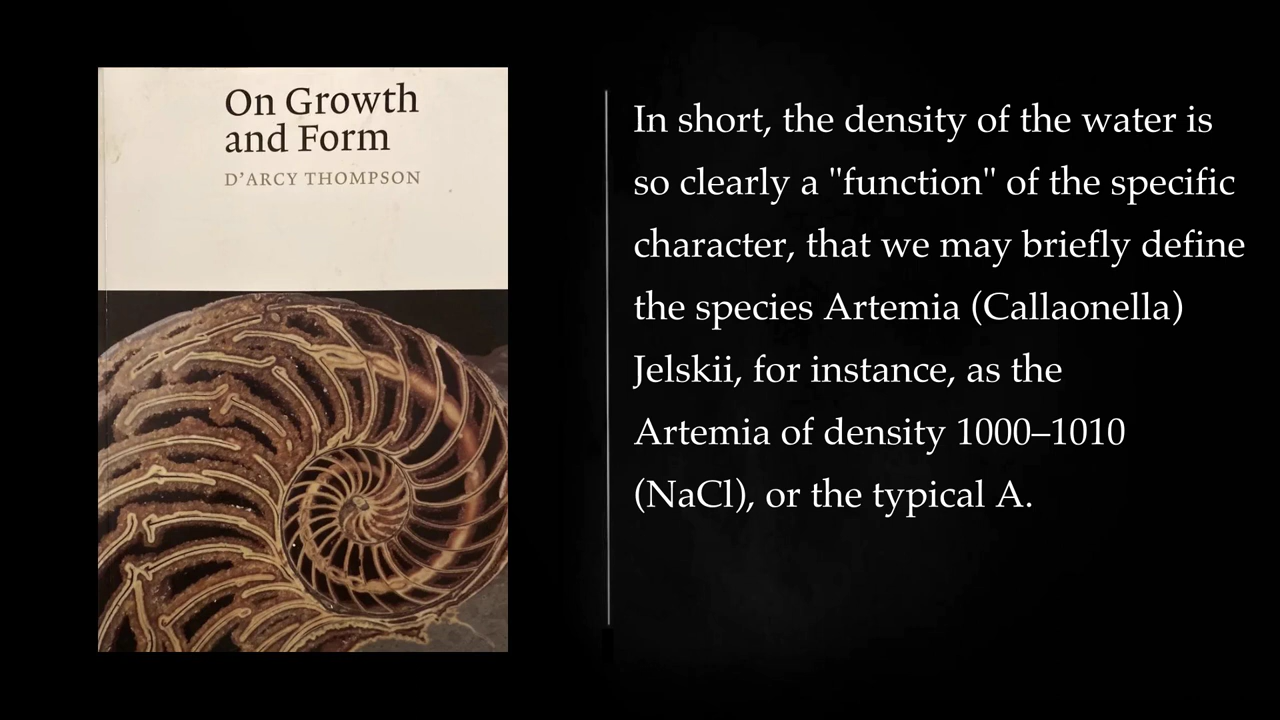 On Growth
and Form
D'ARCY THOMPSON
In short, the density of the water is
so clearly a "function" of the specific
character, that we may briefly define
the species Artemia (Callaonella)
Jelskii, for instance, as the
Artemia of density 1000–1010
(NaCl), or the typical A.